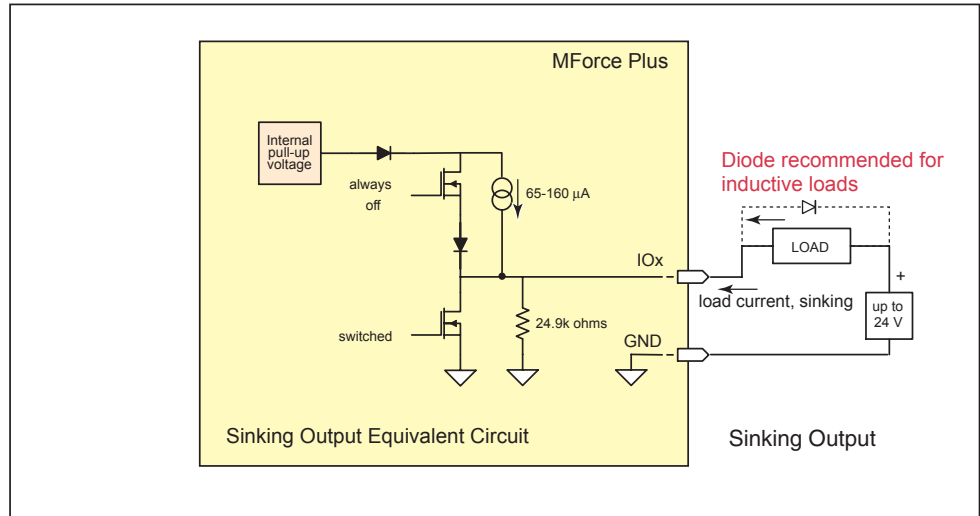 MForce Plus
Internal
pull-up
voltage
always
off
65-160 μA
Diode recommended for
inductive loads
LOAD
IOx
+
load current, sinking
up to
24 V
switched
24.9k ohms
GND
Sinking Output Equivalent Circuit
Sinking Output